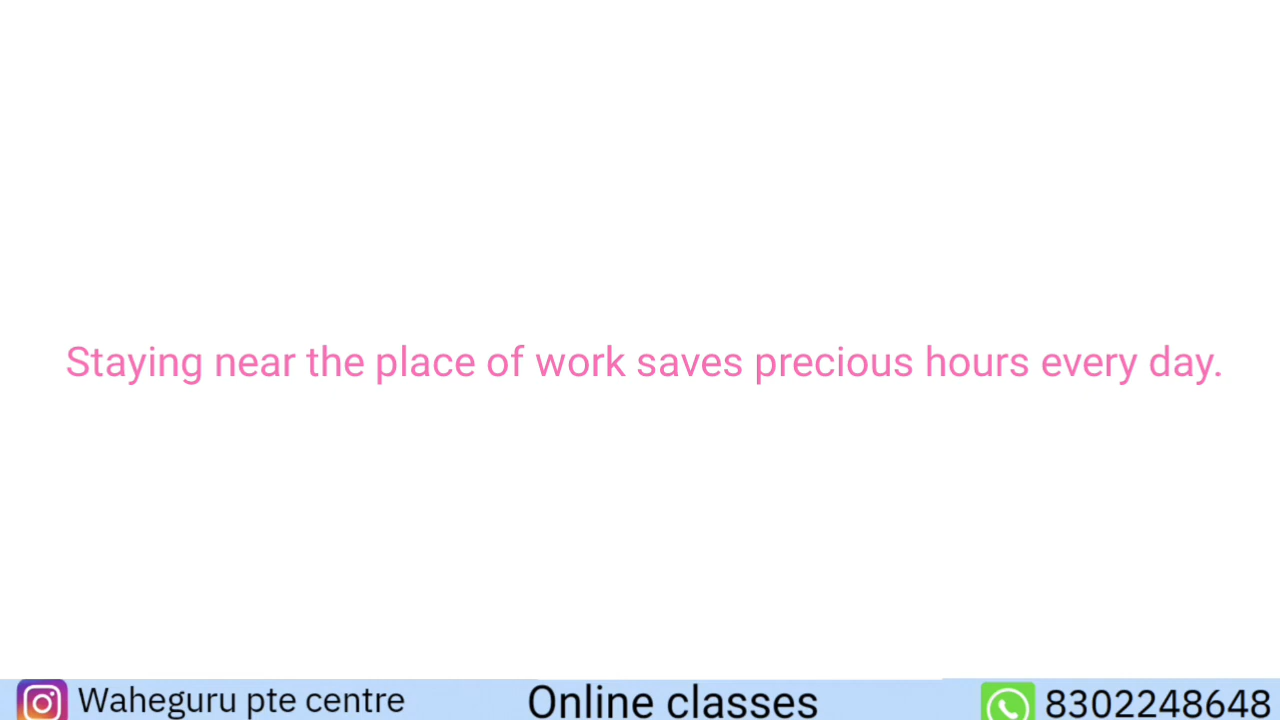 Staying near the place of work saves precious hours every day.
Waheguru pte centre Online classes 8302248648